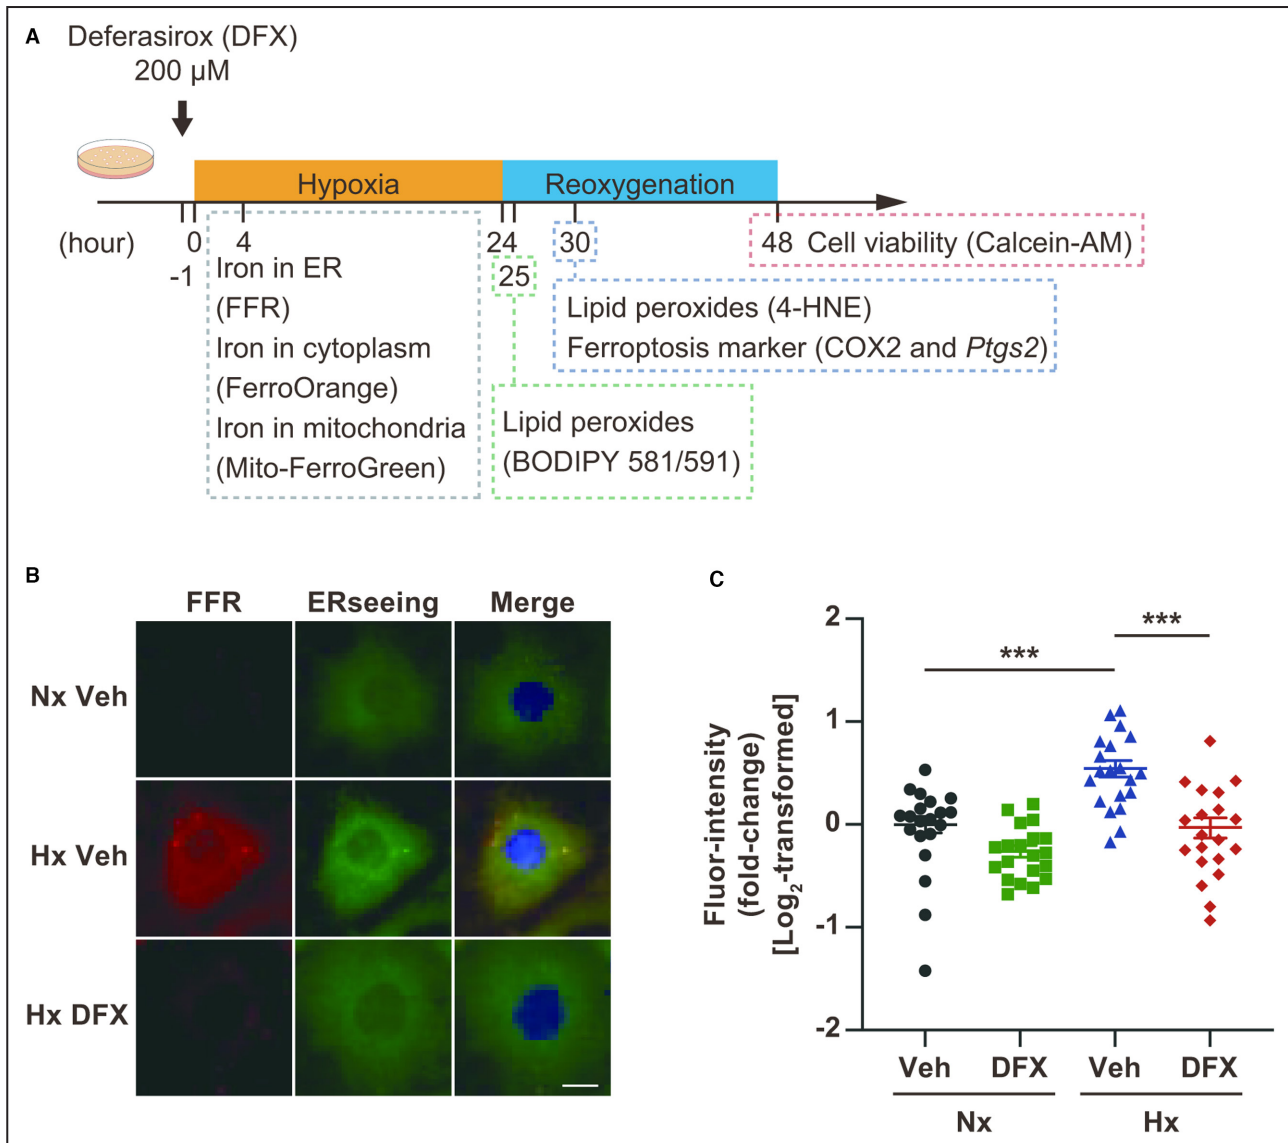 A
Deferasirox (DFX)
200 µM
Hypoxia
Reoxygenation
(hour)
-1
0
4
24
25
30
48 Cell viability (Calcein-AM)
Iron in ER
(FFR)
Iron in cytoplasm
(FerroOrange)
Iron in mitochondria
(Mito-FerroGreen)
Lipid peroxides
(BODIPY 581/591)
Lipid peroxides (4-HNE)
Ferroptosis marker (COX2 and Ptgs2)
B
FFR ERseeing Merge
Nx Veh
Hx Veh
Hx DFX
C
Fluor-intensity
(fold-change)
[Log2-transformed]
2
1
0
-1
-2
***
***
Veh DFX Veh DFX
Nx Hx